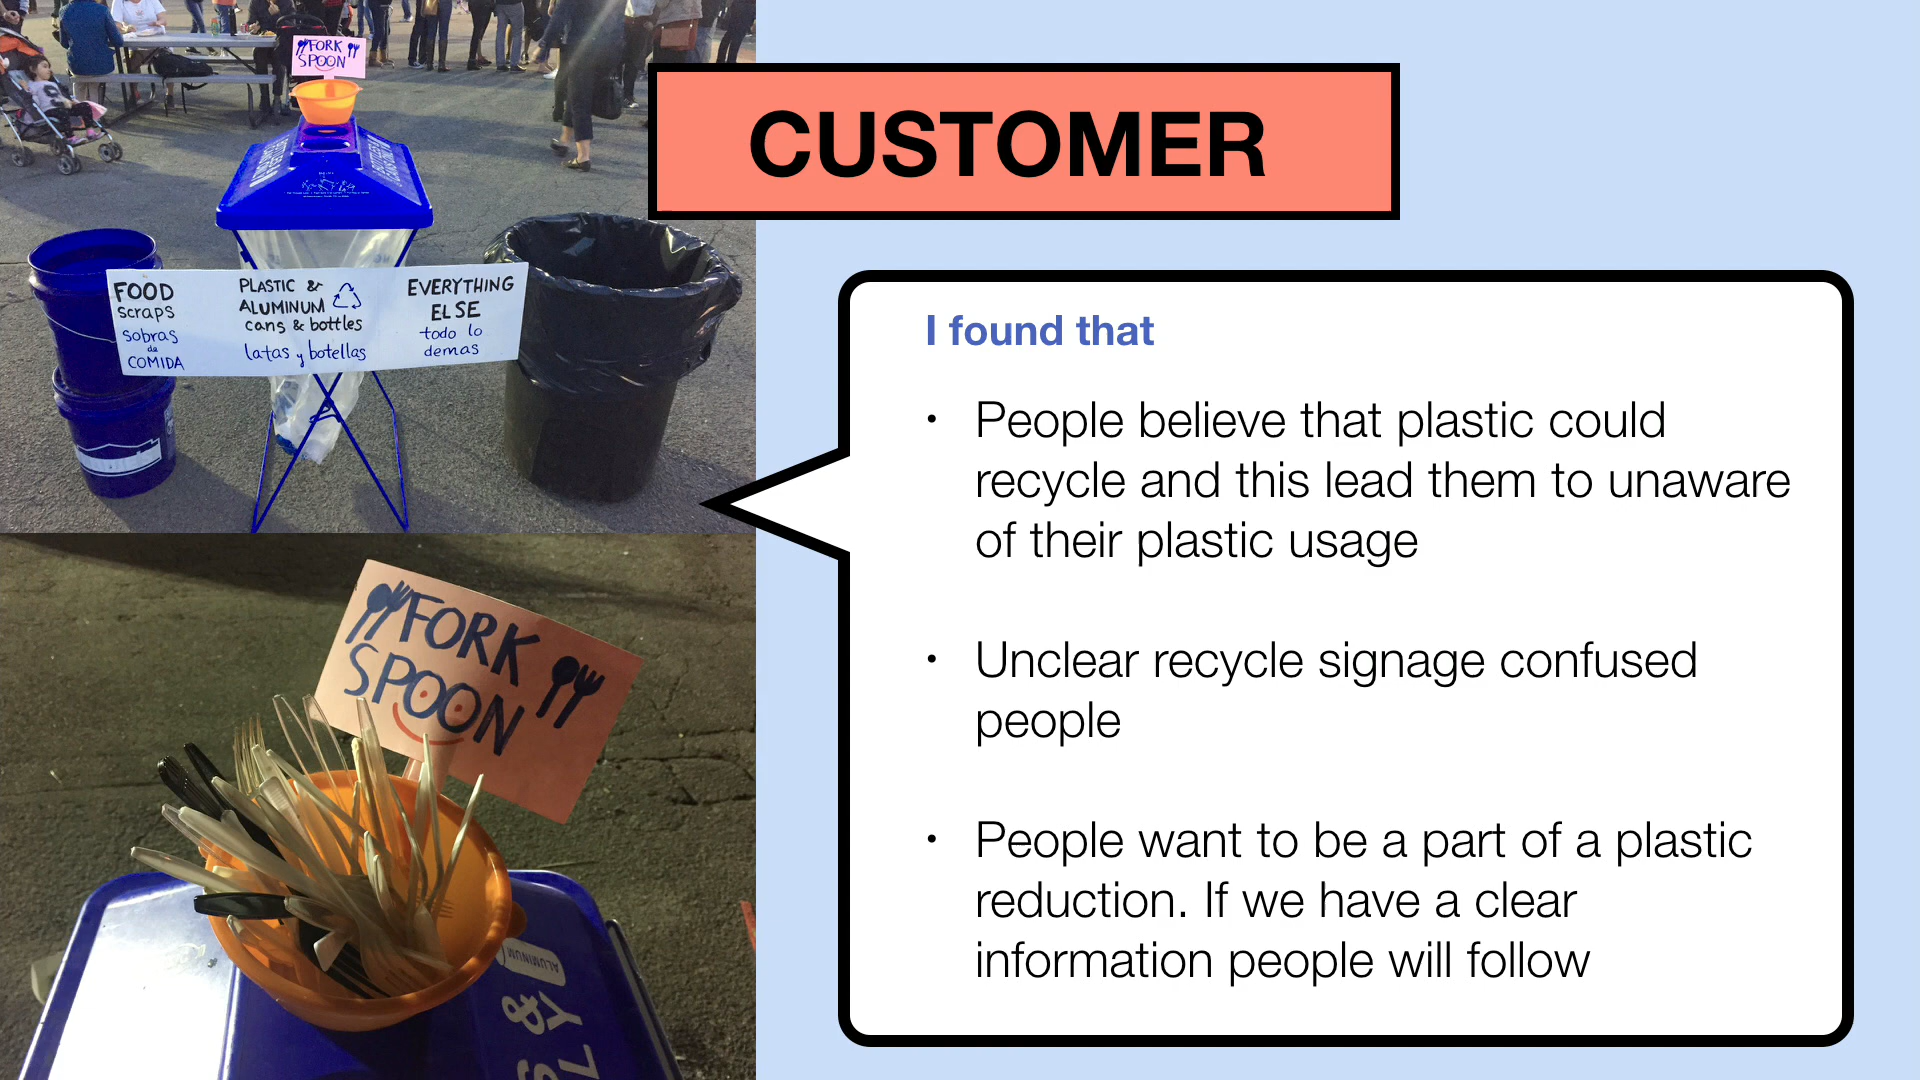 CUSTOMER
FORK
SPOON
FOOD
scraps
sobras
de
COMIDA
PLASTIC &
ALUMINUM
cans & bottles
latas y botellas
EVERYTHING
ELSE
todo lo
demas
FORK
SPOON
ALUMINUM
I found that
• People believe that plastic could
recycle and this lead them to unaware
of their plastic usage
• Unclear recycle signage confused
people
• People want to be a part of a plastic
reduction. If we have a clear
information people will follow